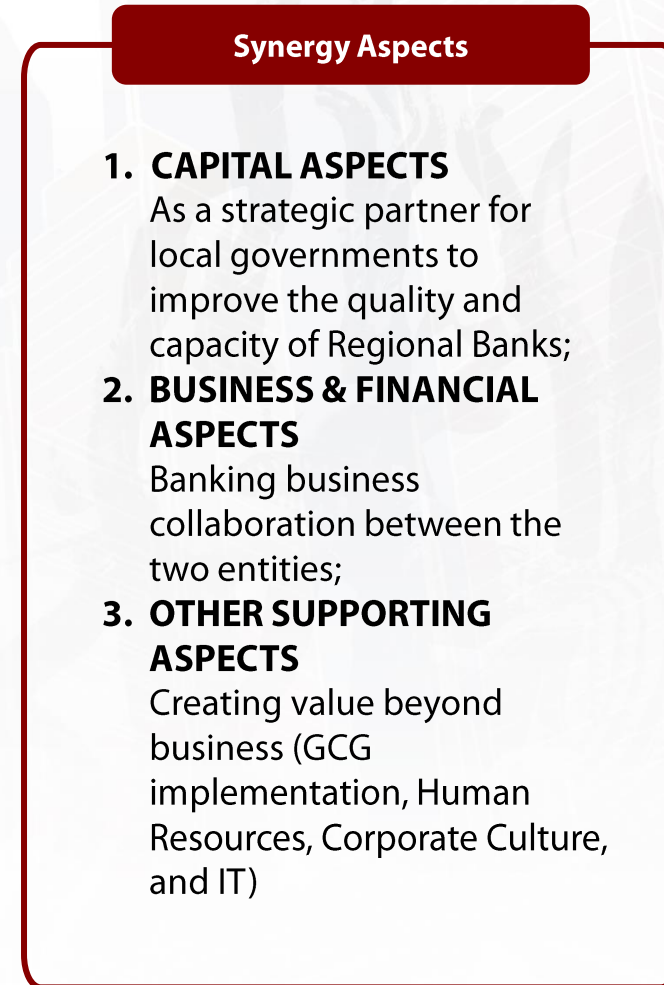 Synergy Aspects
1. CAPITAL ASPECTS
As a strategic partner for
local governments to
improve the quality and
capacity of Regional Banks;
2. BUSINESS & FINANCIAL
ASPECTS
Banking business
collaboration between the
two entities;
3. OTHER SUPPORTING
ASPECTS
Creating value beyond
business (GCG
implementation, Human
Resources, Corporate Culture,
and IT)